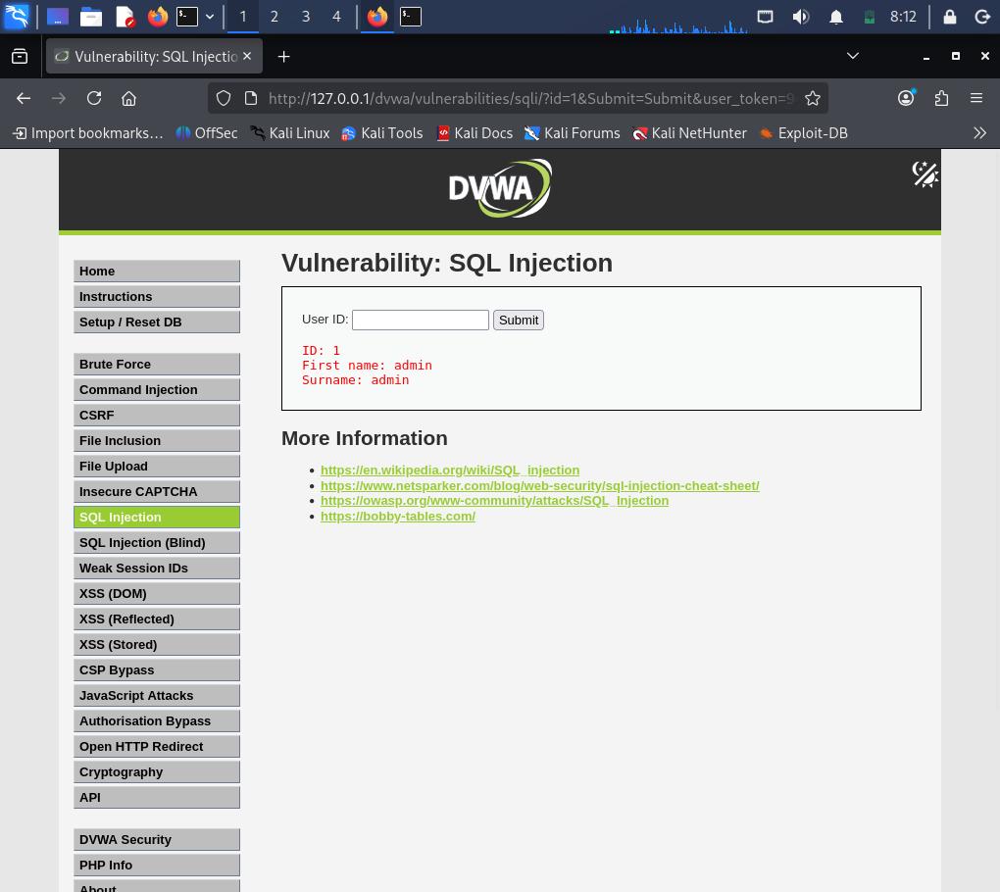 1 2 3 4 8:12
Vulnerability: SQL Injectio
http://127.0.0.1/dvwa/vulnerabilities/sqli/?id=1&Submit=Submit&user_token=9
Import bookmarks… OffSec Kali Linux Kali Tools Kali Docs Kali Forums Kali NetHunter Exploit-DB
DVWA
Home
Instructions
Setup / Reset DB
Brute Force
Command Injection
CSRF
File Inclusion
File Upload
Insecure CAPTCHA
SQL Injection
SQL Injection (Blind)
Weak Session IDs
XSS (DOM)
XSS (Reflected)
XSS (Stored)
CSP Bypass
JavaScript Attacks
Authorisation Bypass
Open HTTP Redirect
Cryptography
API
DVWA Security
PHP Info
About
Vulnerability: SQL Injection
User ID: Submit
ID: 1
First name: admin
Surname: admin
More Information
https://en.wikipedia.org/wiki/SQL_injection
https://www.netsparker.com/blog/web-security/sql-injection-cheat-sheet/
https://owasp.org/www-community/attacks/SQL_Injection
https://bobby-tables.com/